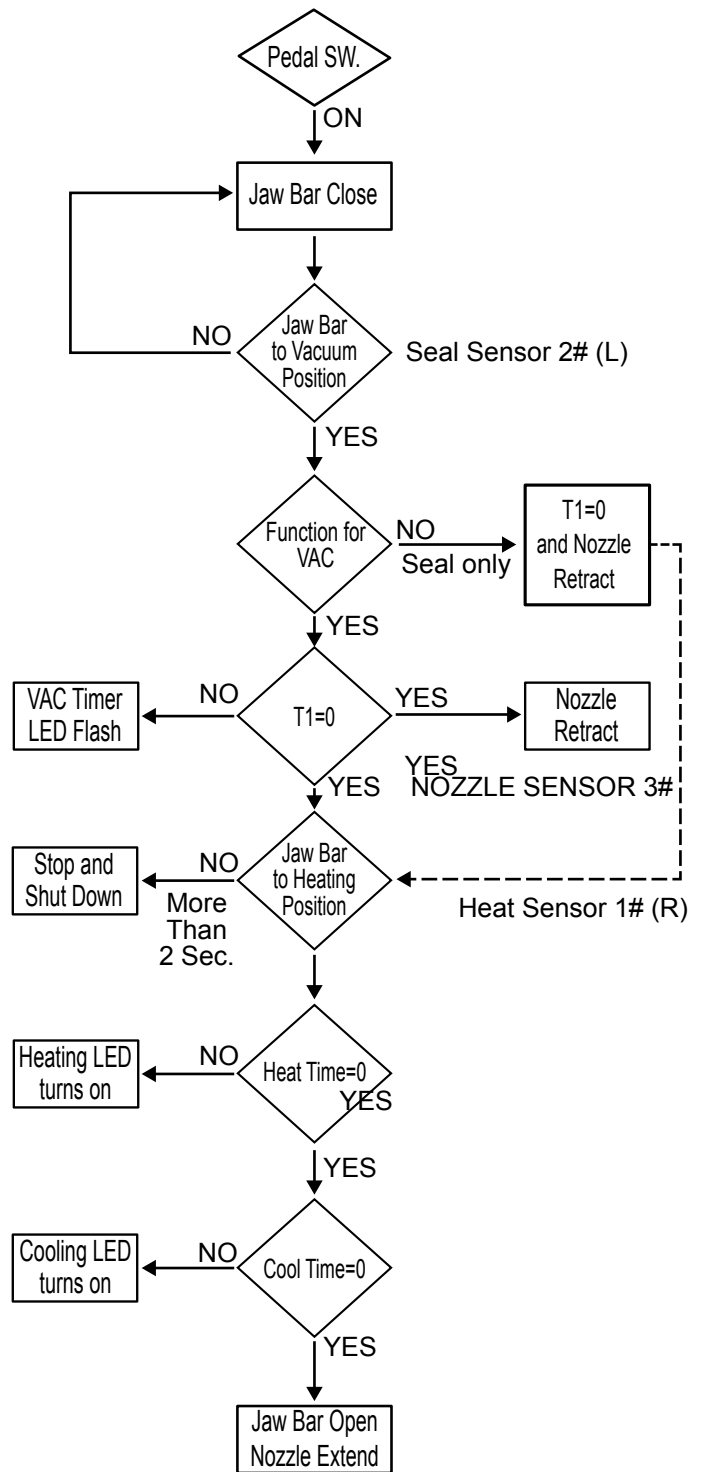 Pedal SW.
ON
Jaw Bar Close
NO
Jaw Bar
to Vacuum
Position
Seal Sensor 2# (L)
YES
Function for
VAC
NO
Seal only
T1=0
and Nozzle
Retract
YES
VAC Timer
LED Flash
NO
T1=0
YES
Nozzle
Retract
YES
YES
NOZZLE SENSOR 3#
Stop and
Shut Down
NO
More
Than
2 Sec.
Jaw Bar
to Heating
Position
Heat Sensor 1# (R)
Heating LED
turns on
NO
Heat Time=0
YES
YES
Cooling LED
turns on
NO
Cool Time=0
YES
Jaw Bar Open
Nozzle Extend